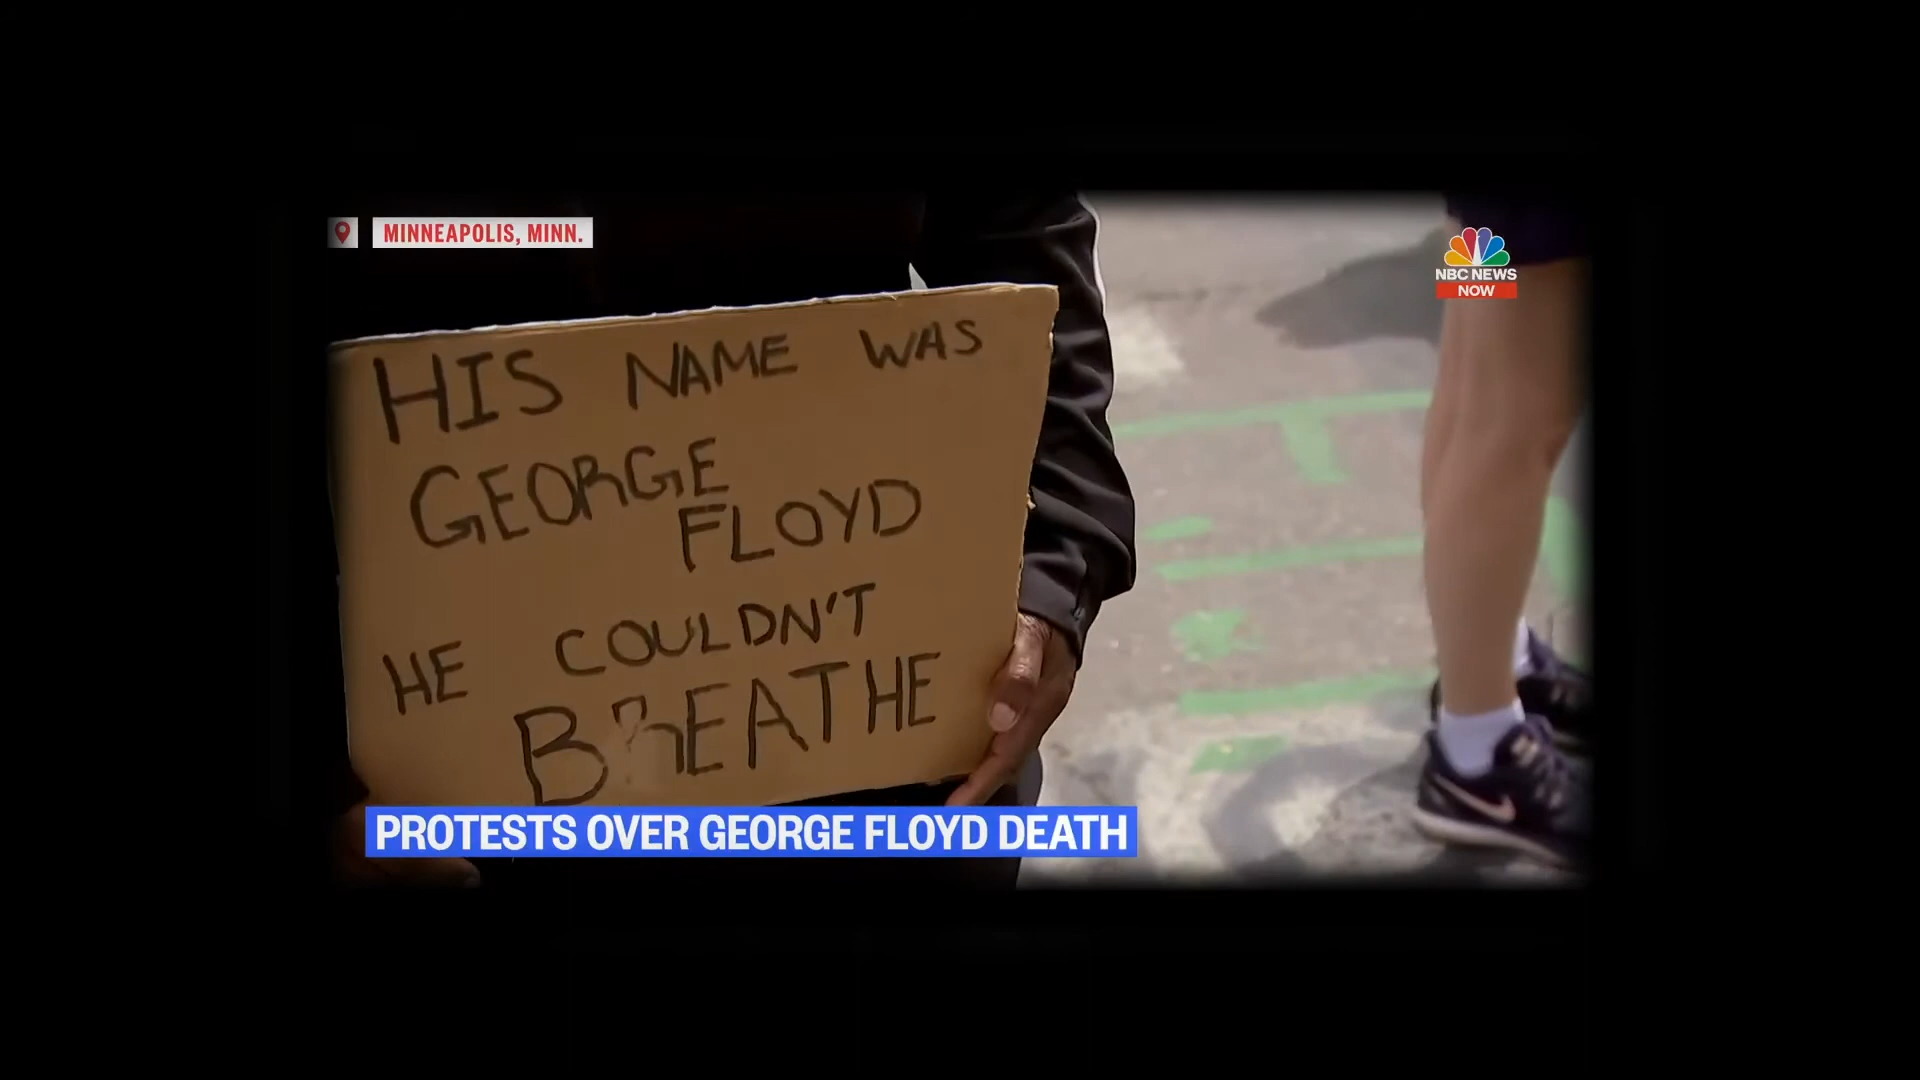 MINNEAPOLIS, MINN.
NBC NEWS
NOW
HIS NAME WAS
GEORGE
FLOYD
HE COULDN'T
BREATHE
PROTESTS OVER GEORGE FLOYD DEATH